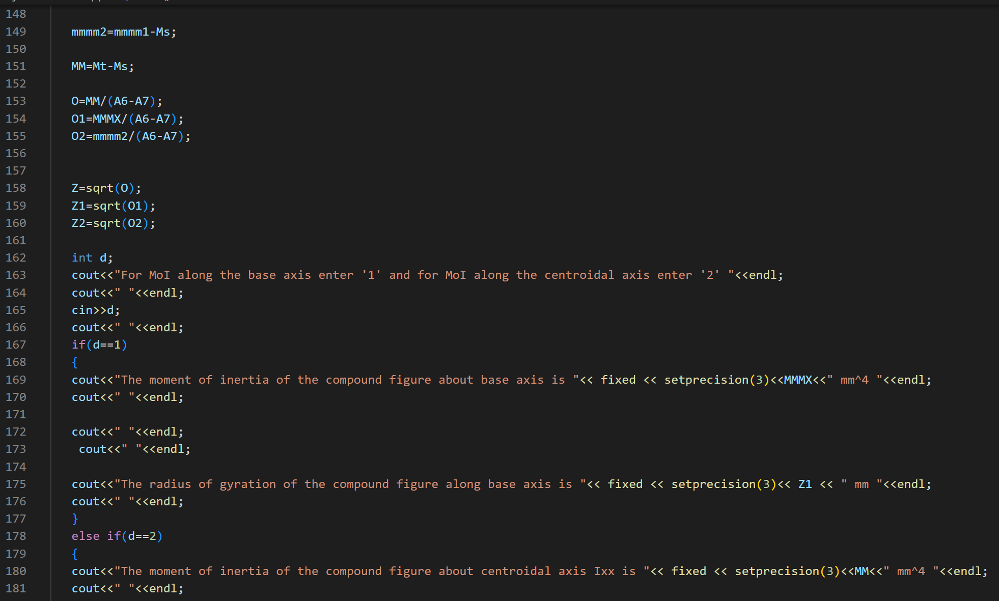 148
149 mmmm2=mmmm1-Ms;
150
151 MM=Mt-Ms;
152
153 O=MM/(A6-A7);
154 O1=MMMX/(A6-A7);
155 O2=mmmm2/(A6-A7);
156
157
158 Z=sqrt(O);
159 Z1=sqrt(O1);
160 Z2=sqrt(O2);
161
162 int d;
163 cout<<"For MoI along the base axis enter '1' and for MoI along the centroidal axis enter '2' "<<endl;
164 cout<<" "<<endl;
165 cin>>d;
166 cout<<" "<<endl;
167 if(d==1)
168 {
169 cout<<"The moment of inertia of the compound figure about base axis is "<< fixed << setprecision(3)<<MMMX<<" mm^4 "<<endl;
170 cout<<" "<<endl;
171
172 cout<<" "<<endl;
173  cout<<" "<<endl;
174
175 cout<<"The radius of gyration of the compound figure along base axis is "<< fixed << setprecision(3)<< Z1 << " mm "<<endl;
176 cout<<" "<<endl;
177 }
178 else if(d==2)
179 {
180 cout<<"The moment of inertia of the compound figure about centroidal axis Ixx is "<< fixed << setprecision(3)<<MM<<" mm^4 "<<endl;
181 cout<<" "<<endl;